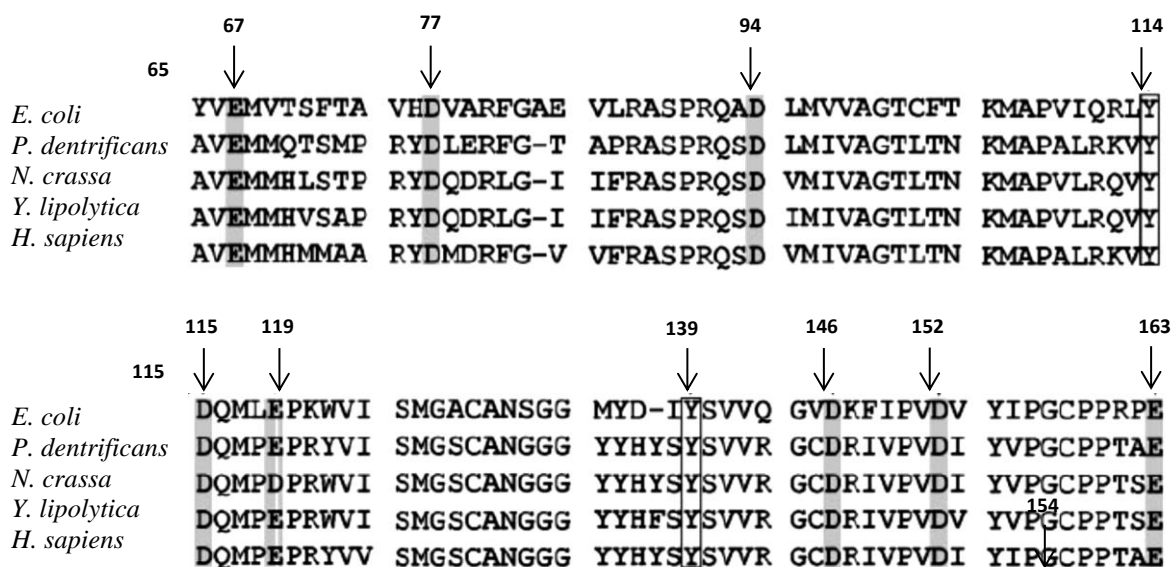 67 77 94 114
65
E. coli YVEMVTSFTA VHDVARFGAE VLRASPRQAD LMVVAGTCFT KMAPVIQRLY
P. dentrificans AVEMMQTSMP RYDLERFG-T APRASPRQSD LMIVAGTLTN KMAPALRKVY
N. crassa AVEMMHLSTP RYDQDRLG-I IFRASPRQSD VMIVAGTLTN KMAPVLRQVY
Y. lipolytica AVEMMHVSAP RYDQDRLG-I IFRASPRQSD IMIVAGTLTN KMAPVLRQVY
H. sapiens AVEMMHMMAA RYDMDRFG-V VFRASPRQSD VMIVAGTLTN KMAPALRKVY
115 119 139 146 152 163
115
E. coli DQMLEPKWVI SMGACANSGG MYD-IYSVVQ GVDKFIPVDV YIPGCPPRPE
P. dentrificans DQMPEPRYVI SMGSCANGGG YYHYSYSVVR GCDRIVPVDI YVPGCPPTAE
N. crassa DQMPDPRWVI SMGSCANGGG YYHYSYSVVR GCDRIVPVDI YVPGCPPTSE
154
Y. lipolytica DQMPEPRWVI SMGSCANGGG YYHFSYSVVR GCDRIVPVDV YVPGCPPTSE
H. sapiens DQMPEPRYVV SMGSCANGGG YYHYSYSVVR GCDRIVPVDI YIPGCPPTAE